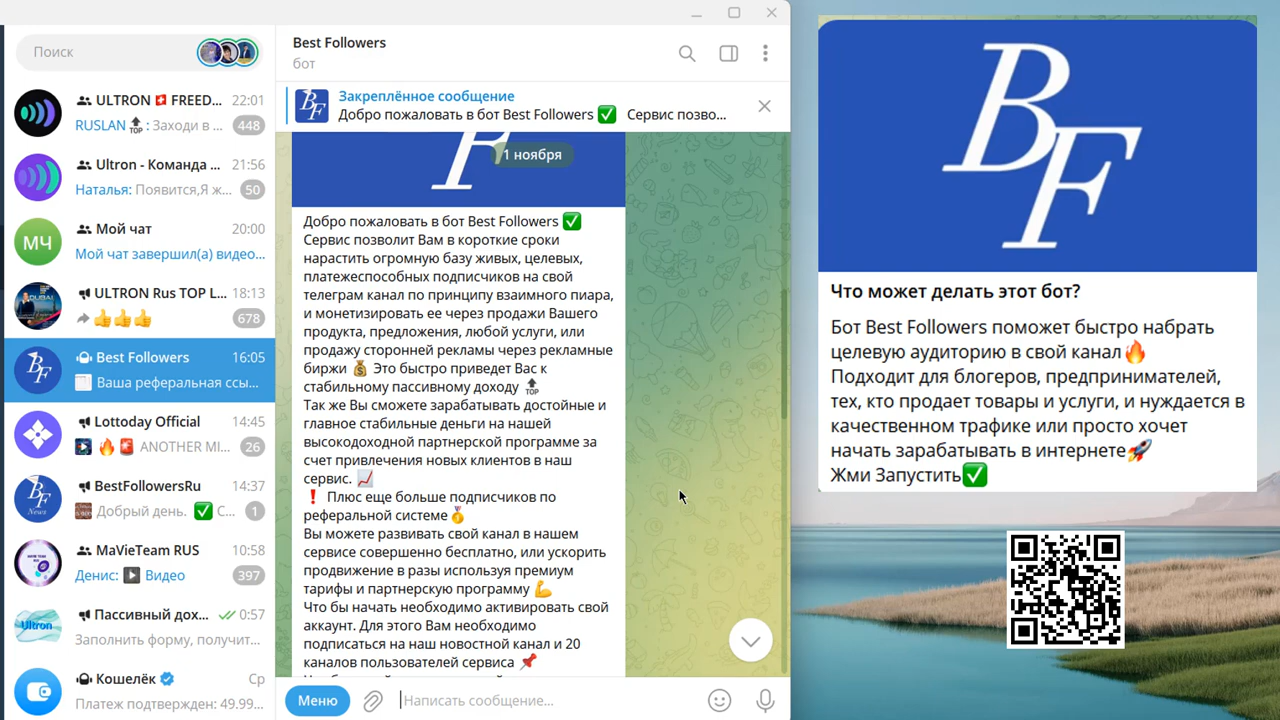 Поиск
ULTRON 🇨🇭 FREED... 22:01
RUSLAN 🔝 : Заходи в ... 448
Ultron - Команда ... 21:56
Наталья: Появится,Я ж... 50
МЧ
Мой чат 20:00
Мой чат завершил(а) видео...
ULTRON Rus TOP L... 18:13
👍👍👍 678
Best Followers 16:05
Ваша реферальная ссы...
Lottoday Official 14:45
🔥🚨 ANOTHER MI... 26
BestFollowersRu 14:37
Добрый день. ✅ С... 1
BF
News
MaVieTeam RUS 10:58
Денис: ▶️ Видео 397
Ultron
Пассивный дох... 0:57
Заполнить форму, получит...
Кошелёк Ср
Платеж подтвержден: 49.99...
Best Followers
бот
BF
Закреплённое сообщение
Добро пожаловать в бот Best Followers ✅ Сервис позво...
F
1 ноября
Добро пожаловать в бот Best Followers ✅
Сервис позволит Вам в короткие сроки
нарастить огромную базу живых, целевых,
платежеспособных подписчиков на свой
телеграм канал по принципу взаимного пиара,
и монетизировать ее через продажи Вашего
продукта, предложения, любой услуги, или
продажу сторонней рекламы через рекламные
биржи 💰 Это быстро приведет Вас к
стабильному пассивному доходу 🔝
Так же Вы сможете зарабатывать достойные и
главное стабильные деньги на нашей
высокодоходной партнерской программе за
счет привлечения новых клиентов в наш
сервис. 📈
❗ Плюс еще больше подписчиков по
реферальной системе🥇
Вы можете развивать свой канал в нашем
сервисе совершенно бесплатно, или ускорить
продвижение в разы используя премиум
тарифы и партнерскую программу 💪
Что бы начать необходимо активировать свой
аккаунт. Для этого Вам необходимо
подписаться на наш новостной канал и 20
каналов пользователей сервиса 📌
Меню
Написать сообщение...
BF
Что может делать этот бот?
Бот Best Followers поможет быстро набрать
целевую аудиторию в свой канал🔥
Подходит для блогеров, предпринимателей,
тех, кто продает товары и услуги, и нуждается в
качественном трафике или просто хочет
начать зарабатывать в интернете🚀
Жми Запустить✅